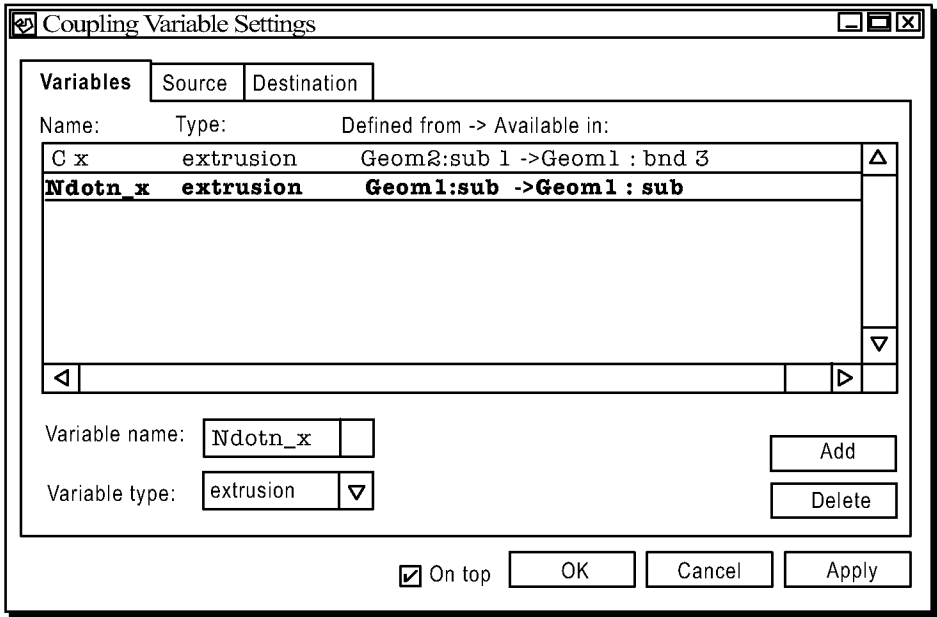 Coupling Variable Settings
Variables Source Destination
Name: Type: Defined from -> Available in:
C x extrusion Geom2:sub 1 ->Geom1 : bnd 3
Ndotn_x extrusion Geom1:sub ->Geom1 : sub
Variable name: Ndotn_x
Add
Variable type: extrusion
Delete
On top OK Cancel Apply